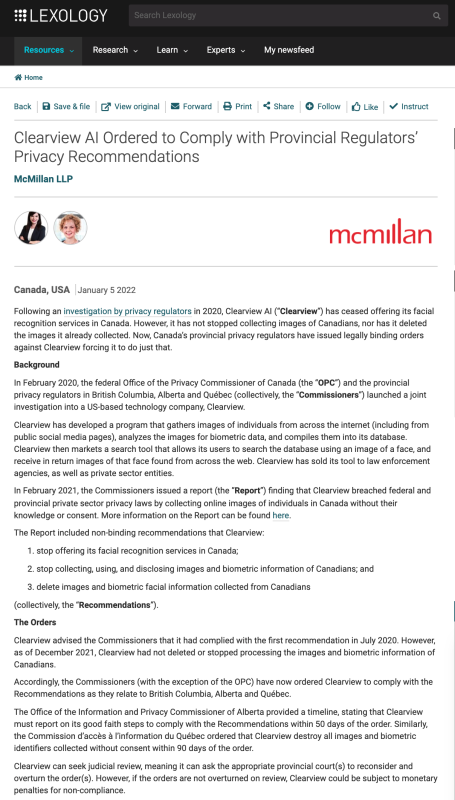 LEXOLOGY
Search Lexology
Resources
Research
Learn
Experts
My newsfeed
Home
Back
Save & file
View original
Forward
Print
Share
Follow
Like
Instruct
Clearview AI Ordered to Comply with Provincial Regulators'
Privacy Recommendations
McMillan LLP
mcmillan
Canada, USA | January 5 2022
Following an investigation by privacy regulators in 2020, Clearview AI ("Clearview") has ceased offering its facial
recognition services in Canada. However, it has not stopped collecting images of Canadians, nor has it deleted
the images it already collected. Now, Canada's provincial privacy regulators have issued legally binding orders
against Clearview forcing it to do just that.
Background
In February 2020, the federal Office of the Privacy Commissioner of Canada (the "OPC") and the provincial
privacy regulators in British Columbia, Alberta and Québec (collectively, the "Commissioners") launched a joint
investigation into a US-based technology company, Clearview.
Clearview has developed a program that gathers images of individuals from across the internet (including from
public social media pages), analyzes the images for biometric data, and compiles them into its database.
Clearview then markets a search tool that allows its users to search the database using an image of a face, and
receive in return images of that face found from across the web. Clearview has sold its tool to law enforcement
agencies, as well as private sector entities.
In February 2021, the Commissioners issued a report (the "Report") finding that Clearview breached federal and
provincial private sector privacy laws by collecting online images of individuals in Canada without their
knowledge or consent. More information on the Report can be found here.
The Report included non-binding recommendations that Clearview:
1. stop offering its facial recognition services in Canada;
2. stop collecting, using, and disclosing images and biometric information of Canadians; and
3. delete images and biometric facial information collected from Canadians
(collectively, the "Recommendations").
The Orders
Clearview advised the Commissioners that it had complied with the first recommendation in July 2020. However,
as of December 2021, Clearview had not deleted or stopped processing the images and biometric information of
Canadians.
Accordingly, the Commissioners (with the exception of the OPC) have now ordered Clearview to comply with the
Recommendations as they relate to British Columbia, Alberta and Québec.
The Office of the Information and Privacy Commissioner of Alberta provided a timeline, stating that Clearview
must report on its good faith steps to comply with the Recommendations within 50 days of the order. Similarly,
the Commission d'accès à l'information du Québec ordered that Clearview destroy all images and biometric
identifiers collected without consent within 90 days of the order.
Clearview can seek judicial review, meaning it can ask the appropriate provincial court(s) to reconsider and
overturn the order(s). However, if the orders are not overturned on review, Clearview could be subject to monetary
penalties for non-compliance.